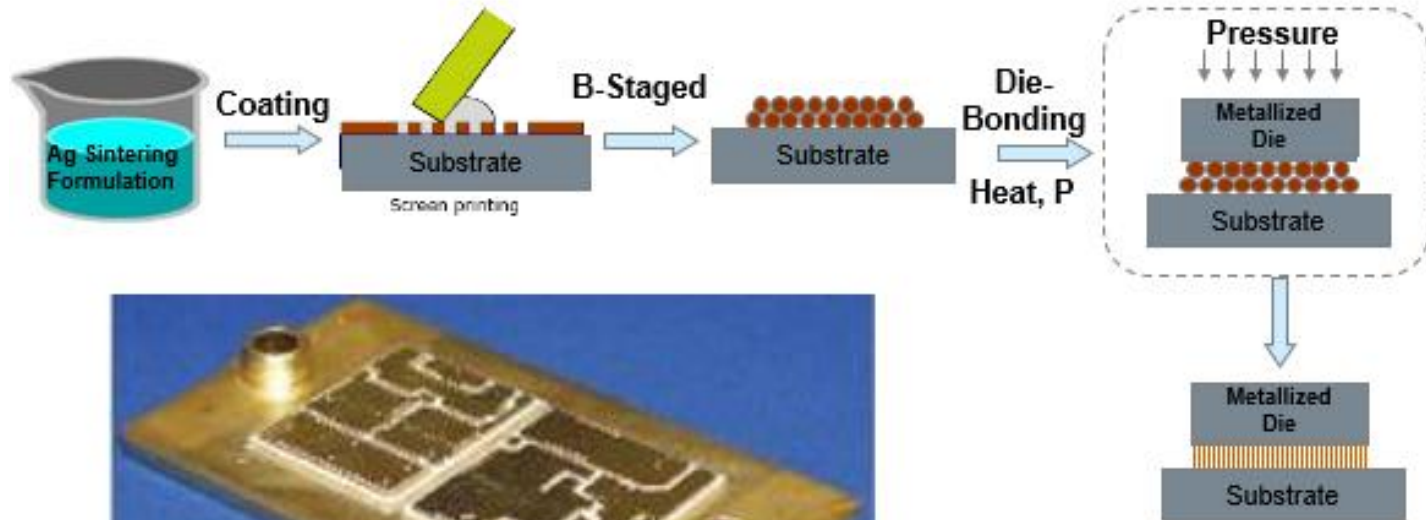 Ag Sintering
Formulation
Coating
Substrate
Screen printing
B-Staged
Substrate
Die-
Bonding
Heat, P
Pressure
Metallized
Die
Substrate
Metallized
Die
Substrate